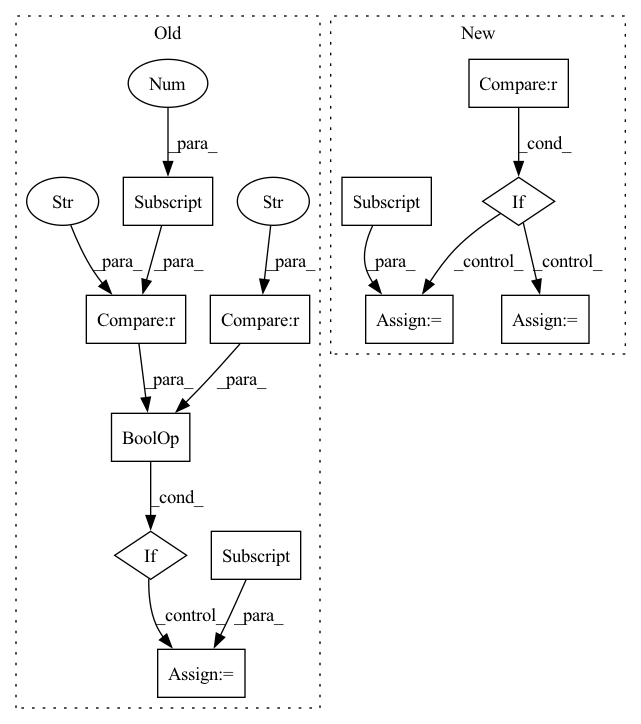 Old
New
Num
Compare:r
_para_
_cond_
Str
Subscript
Str
Subscript
If
_para_
_para_
_para_
_para_
_control_
_control_
Compare:r
Compare:r
Assign:=
Assign:=
_para_
_para_
BoolOp
_cond_
If
Subscript
_control_
_para_
Assign:=